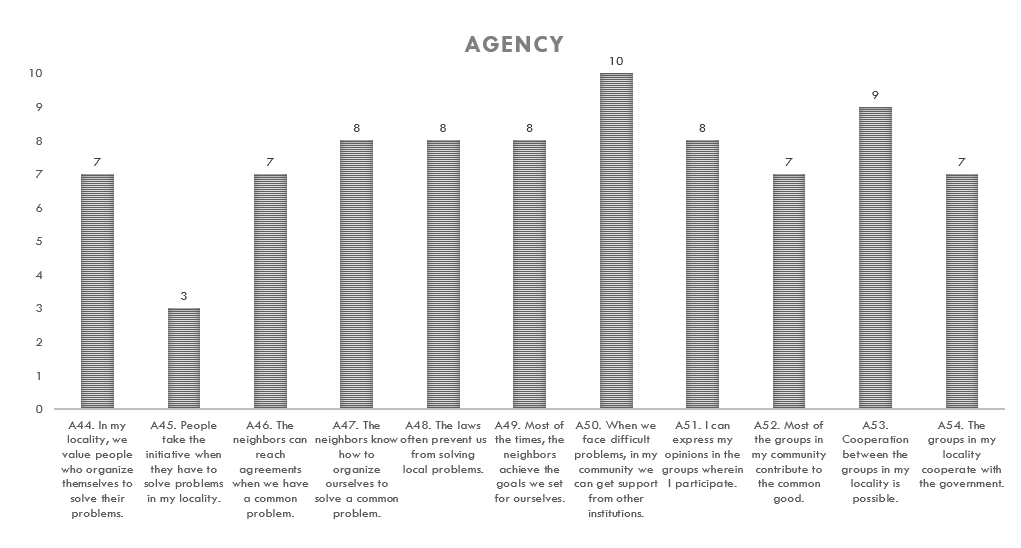 AGENCY
10
9
8
7
6
5
4
3
2
1
0
7
3
7
8
8
8
10
8
7
9
7
A44. In my
locality, we
value people
who organize
themselves to
solve their
problems.
A45. People
take the
initiative when
they have to
solve problems
in my locality.
A46. The
neighbors can
reach
agreements
when we have
a common
problem.
A47. The
neighbors know
how to
organize
ourselves to
solve a common
problem.
A48. The laws
often prevent us
from solving
local problems.
A49. Most of
the times, the
neighbors
achieve the
goals we set
for ourselves.
A50. When we
face difficult
problems, in my
community we
can get support
from other
institutions.
A51. I can
express my
opinions in the
groups wherein
I participate.
A52. Most of
the groups in
my community
contribute to
the common
good.
A53.
Cooperation
between the
groups in my
locality is
possible.
A54. The
groups in my
locality
cooperate with
the government.